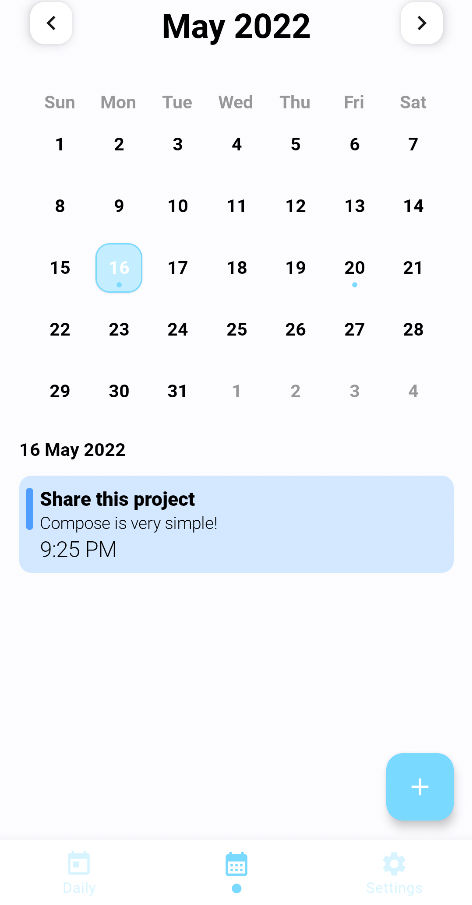 May 2022
Sun Mon Tue Wed Thu Fri Sat
1 2 3 4 5 6 7
8 9 10 11 12 13 14
15 16 17 18 19 20 21
22 23 24 25 26 27 28
29 30 31 1 2 3 4
16 May 2022
Share this project
Compose is very simple!
9:25 PM
Daily Settings